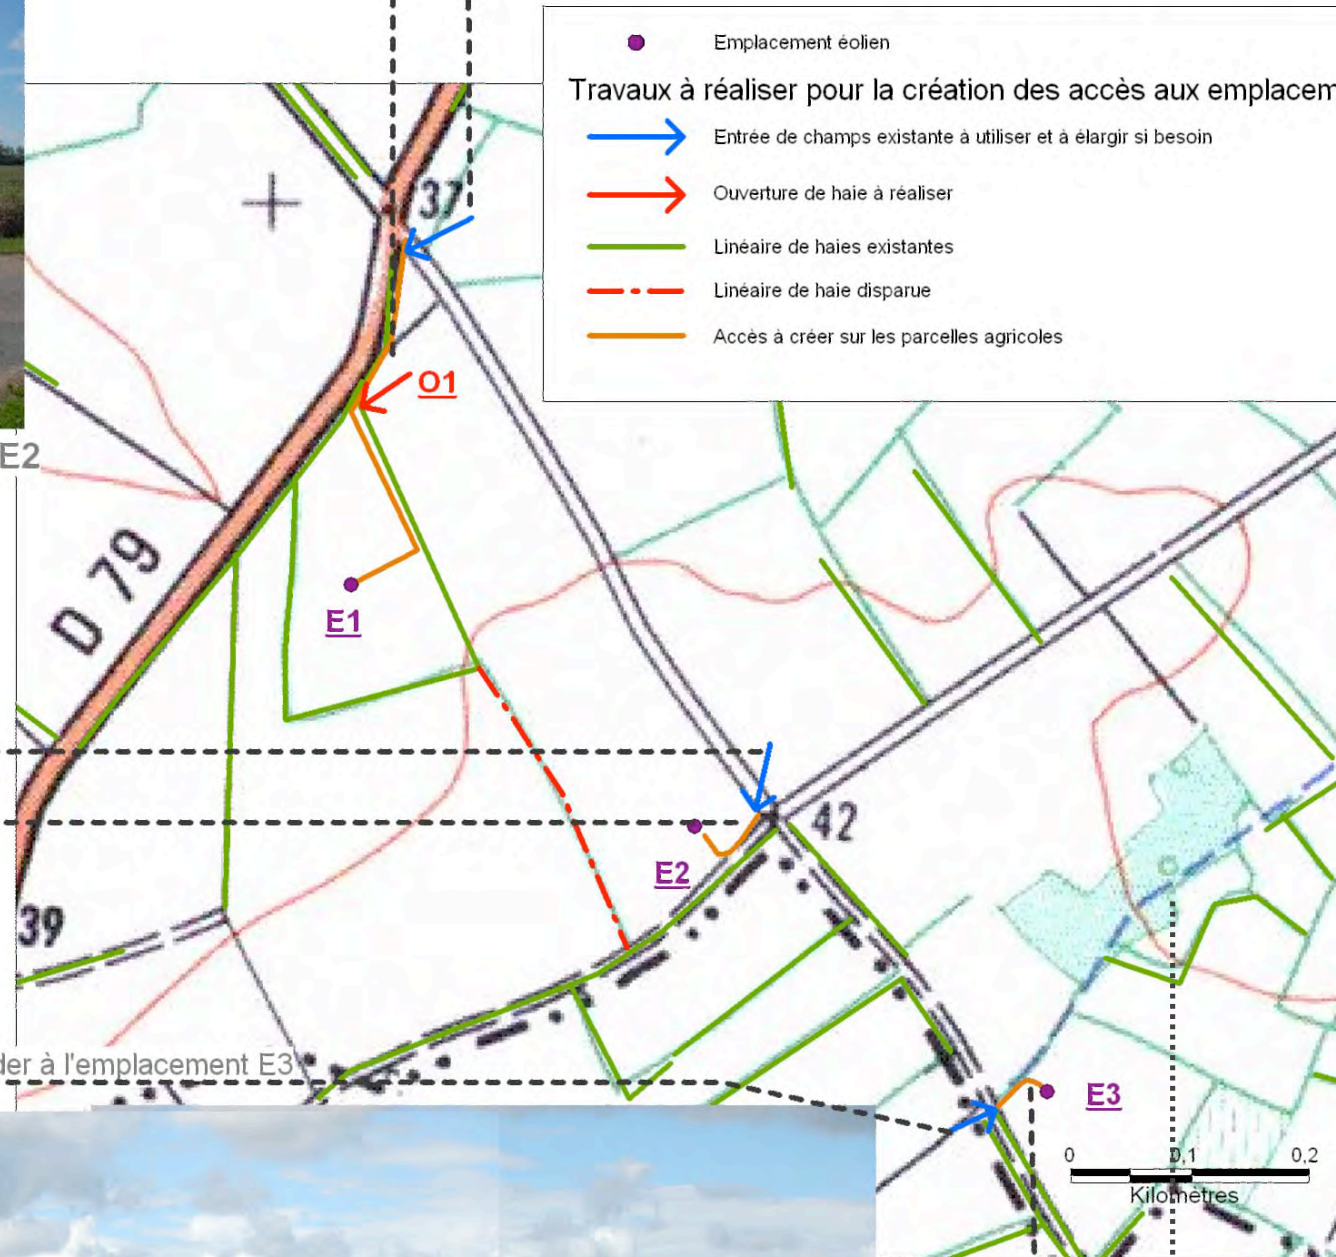 Emplacement éolien
Travaux à réaliser pour la création des accès aux emplacem
Entrée de champs existante à utiliser et à élargir si besoin
Ouverture de haie à réaliser
Linéaire de haies existantes
Linéaire de haie disparue
Accès à créer sur les parcelles agricoles
37
O1
E2
D 79
E1
42
E2
39
der à l'emplacement E3
E3
0 0,1 0,2
Kilomètres